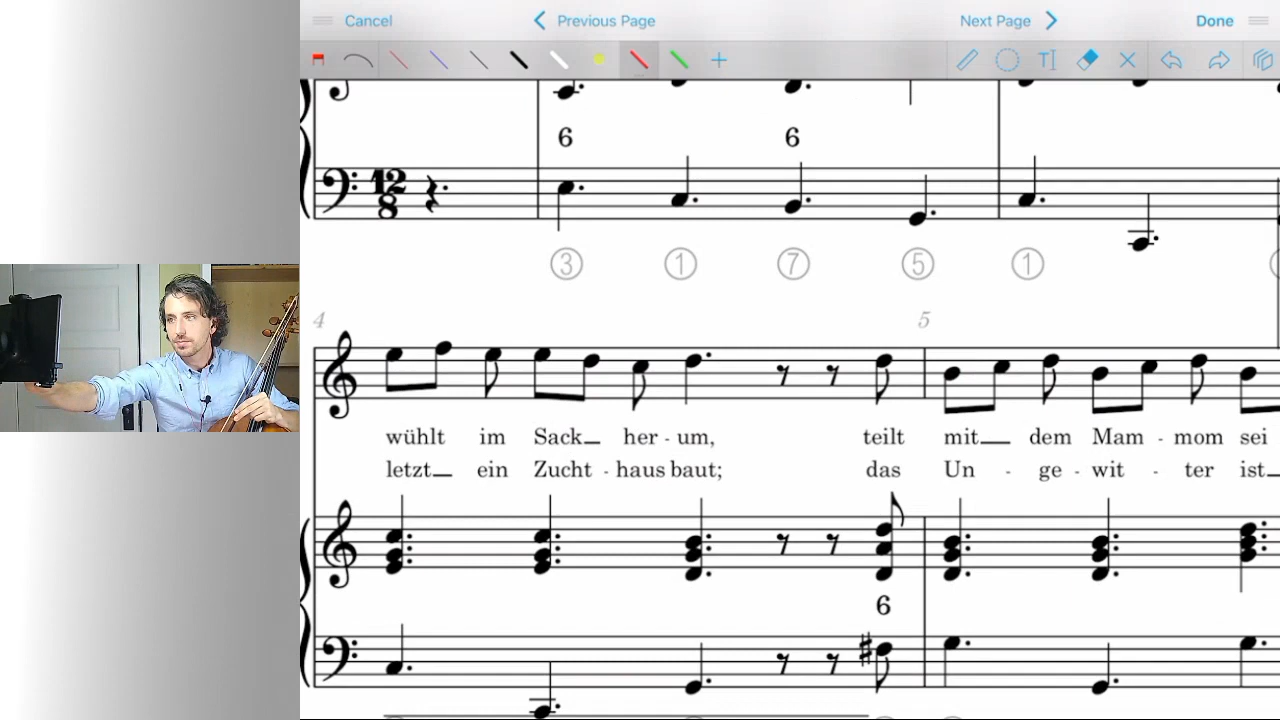 Cancel Previous Page Next Page Done
T
6 6
12
8
3 1 7 5 1
4 5
wühlt im Sack her - um, teilt mit dem Mam - mom sei
letzt ein Zucht - haus baut; das Un - ge - wit - ter ist
6